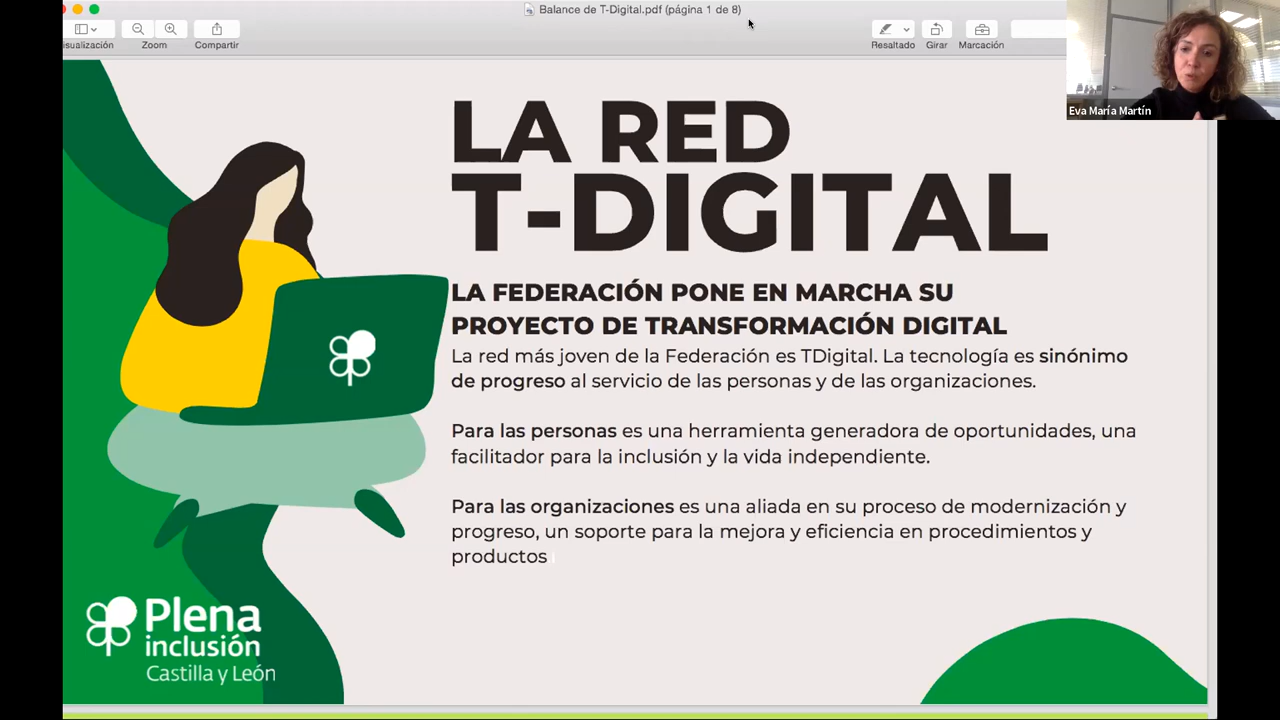 Balance de T-Digital.pdf (página 1 de 8)
isualización
Zoom
Compartir
Resaltado
Girar
Marcación
Eva María Martín
LA RED
T-DIGITAL
LA FEDERACIÓN PONE EN MARCHA SU
PROYECTO DE TRANSFORMACIÓN DIGITAL
La red más joven de la Federación es TDigital. La tecnología es sinónimo
de progreso al servicio de las personas y de las organizaciones.
Para las personas es una herramienta generadora de oportunidades, una
facilitador para la inclusión y la vida independiente.
Para las organizaciones es una aliada en su proceso de modernización y
progreso, un soporte para la mejora y eficiencia en procedimientos y
productos
Plena
inclusión
Castilla y León